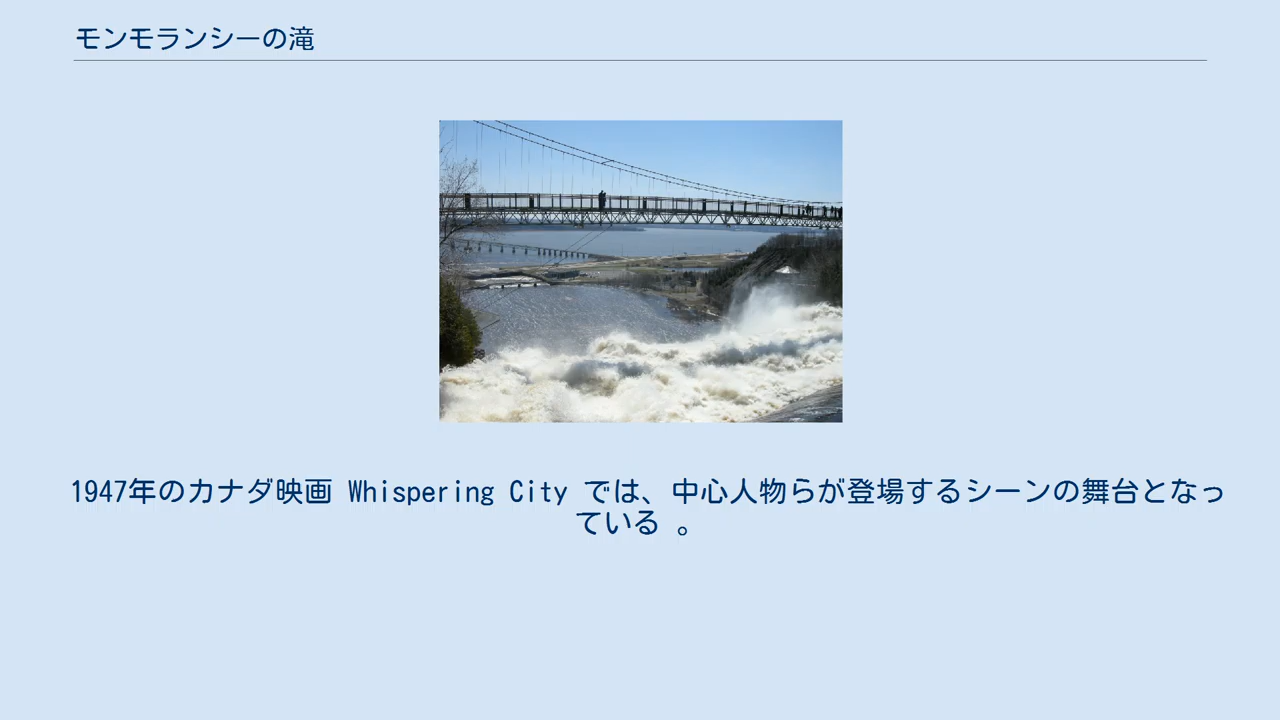 モンモランシーの滝
1947年のカナダ映画 Whispering City では、中心人物らが登場するシーンの舞台となっ
ている 。